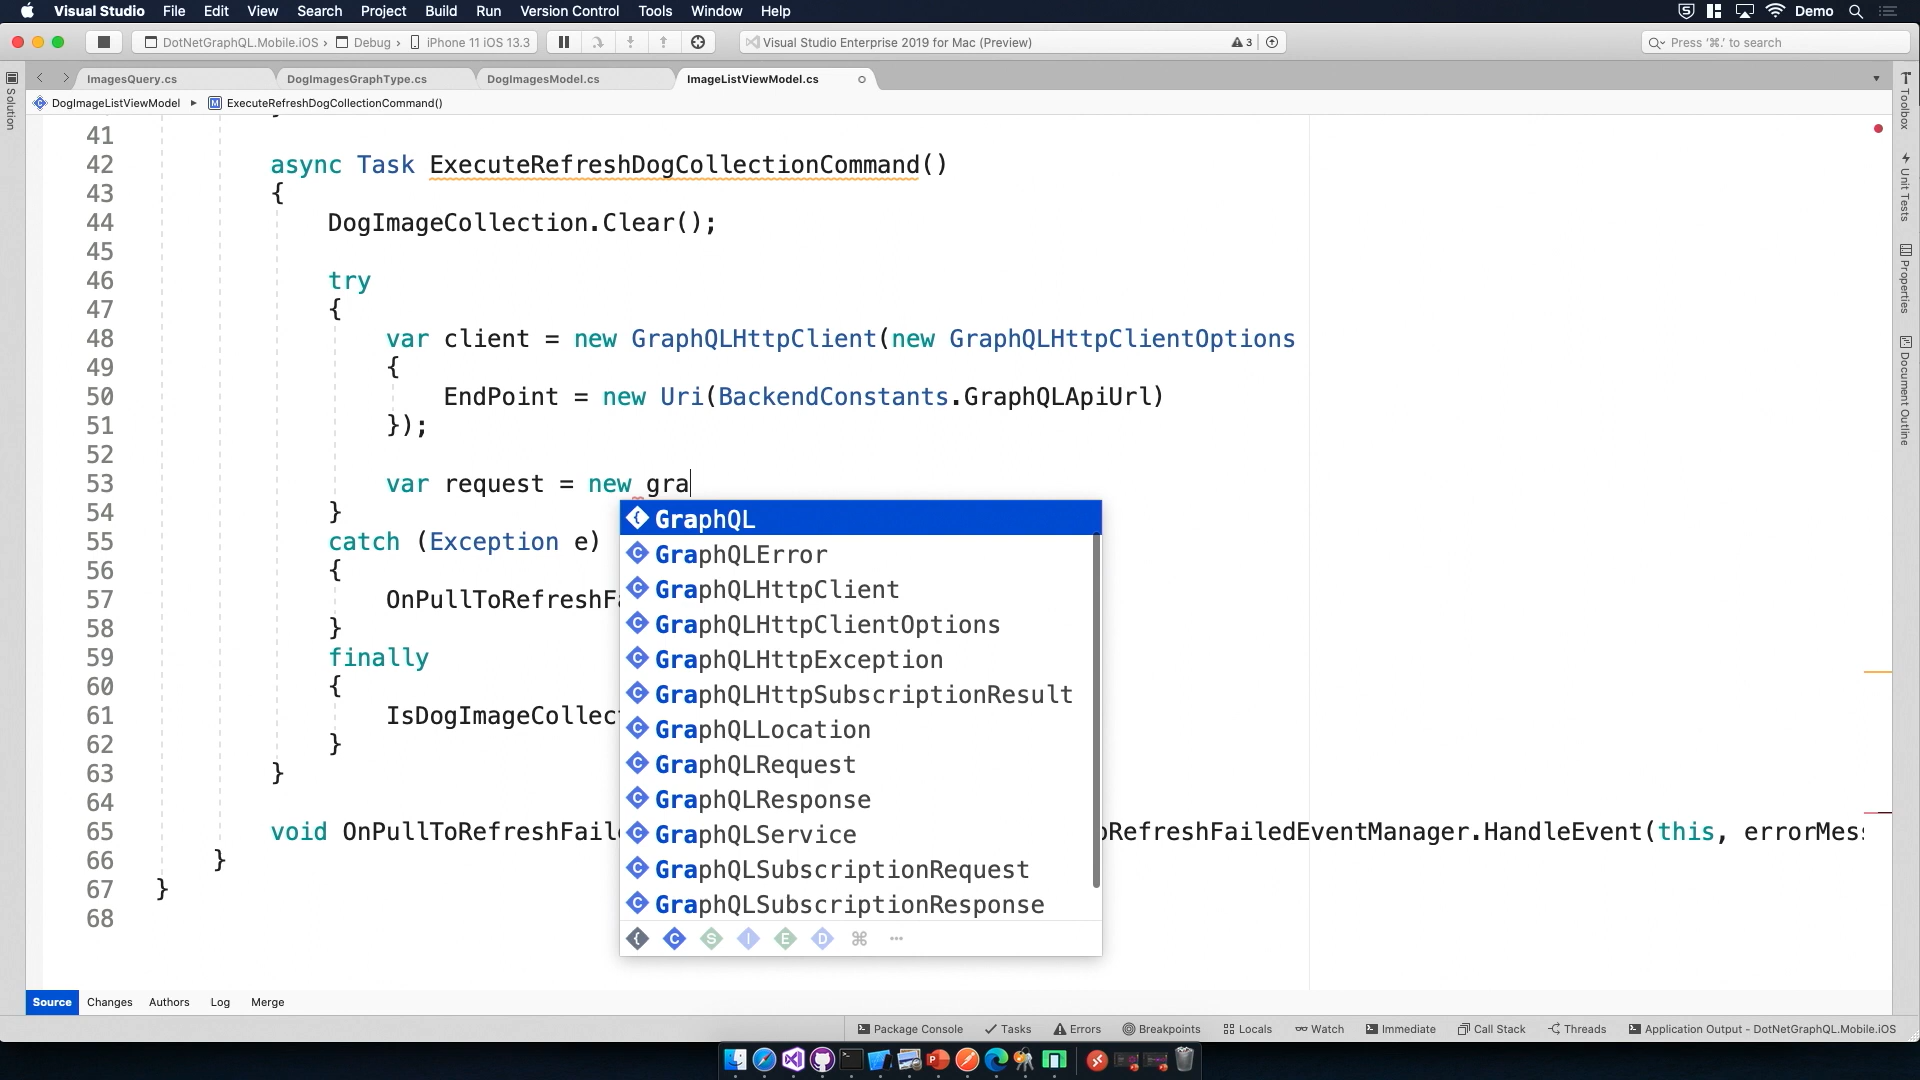 Visual Studio File Edit View Search Project Build Run Version Control Tools Window Help Demo
DotNetGraphQL.Mobile.iOS › Debug › iPhone 11 iOS 13.3 Visual Studio Enterprise 2019 for Mac (Preview) 3 Press ‘⌘.’ to search
ImagesQuery.cs DogImagesGraphType.cs DogImagesModel.cs ImageListViewModel.cs
DogImageListViewModel ExecuteRefreshDogCollectionCommand()
Solution
Toolbox
Unit Tests
Properties
Document Outline
41
42 async Task ExecuteRefreshDogCollectionCommand()
43 {
44 DogImageCollection.Clear();
45
46 try
47 {
48 var client = new GraphQLHttpClient(new GraphQLHttpClientOptions
49 {
50 EndPoint = new Uri(BackendConstants.GraphQLApiUrl)
51 });
52
53 var request = new gra
54 }
55 catch (Exception e)
56 {
57 OnPullToRefreshFa
58 }
59 finally
60 {
61 IsDogImageCollect
62 }
63 }
64
65 void OnPullToRefreshFail oRefreshFailedEventManager.HandleEvent(this, errorMes
66 }
67 }
68
GraphQL
GraphQLError
GraphQLHttpClient
GraphQLHttpClientOptions
GraphQLHttpException
GraphQLHttpSubscriptionResult
GraphQLLocation
GraphQLRequest
GraphQLResponse
GraphQLService
GraphQLSubscriptionRequest
GraphQLSubscriptionResponse
{ C S I E D ⌘ ...
Source Changes Authors Log Merge
Package Console Tasks Errors Breakpoints Locals Watch Immediate Call Stack Threads Application Output - DotNetGraphQL.Mobile.iOS